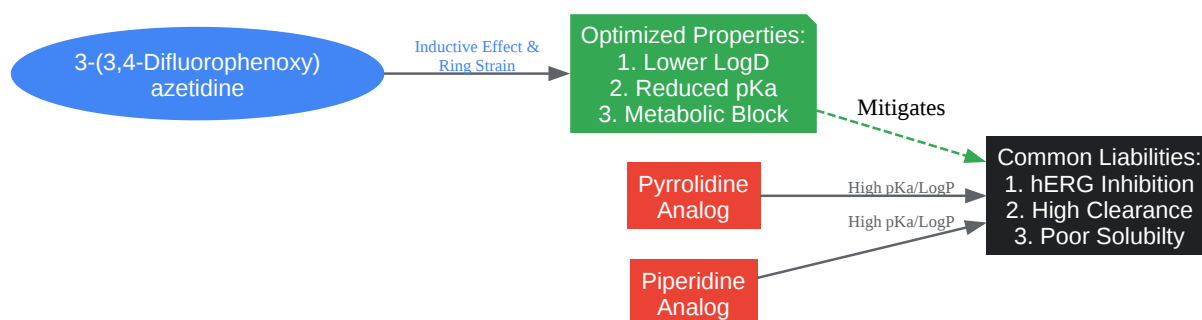 3-(3,4-Difluorophenoxy)
azetidine
Inductive Effect &
Ring Strain
Optimized Properties:
1. Lower LogD
2. Reduced pKa
3. Metabolic Block
Mitigates
Pyrrolidine
Analog
High pKa/LogP
Piperidine
Analog
High pKa/LogP
Common Liabilities:
1. hERG Inhibition
2. High Clearance
3. Poor Solubilty